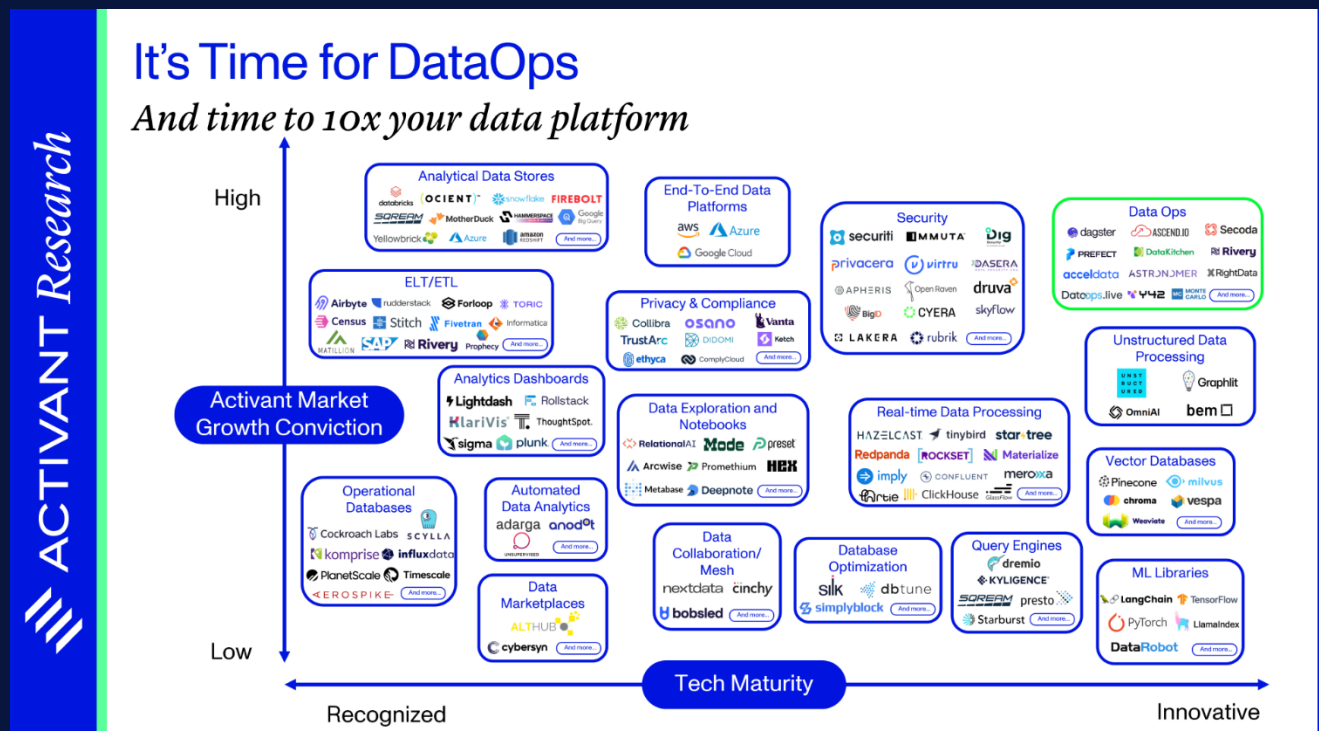 It's Time for DataOps
And time to 10x your data platform
ACTIVANT Research
High
Activant Market
Growth Conviction
Low
Recognized
Tech Maturity
Innovative
Analytical Data Stores
databricks
OCIENT
snowflake
FIREBOLT
SQREAM
MotherDuck
HAMMERSPACE
Google
Big Query
Yellowbrick
Azure
amazon
REDSHIFT
And more...
End-To-End Data
Platforms
aws
Azure
Google Cloud
Security
securiti
IMMUTA
Dig
privacera
virtru
DASERA
APHERIS
Open Raven
druva
BigID
CYERA
skyflow
LAKERA
rubrik
And more...
Data Ops
dagster
ASCEND.IO
Secoda
PREFECT
DataKitchen
Rivery
acceldata
ASTRONOMER
RightData
Dataops.live
Y42
MONTE
CARLO
And more...
ELT/ETL
Airbyte
rudderstack
Forloop
TORIC
Census
Stitch
Fivetran
Informatica
MATILLION
SAP
Rivery
Prophecy
And more...
Privacy & Compliance
Collibra
osano
Vanta
TrustArc
DIDOMI
Ketch
ethyca
ComplyCloud
And more...
Unstructured Data
Processing
UNST
RUCT
URED
Graphlit
OmniAI
bem
Analytics Dashboards
Lightdash
Rollstack
KlariVis
ThoughtSpot.
sigma
plunk
And more...
Data Exploration and
Notebooks
RelationalAI
Mode
preset
Arcwise
Promethium
HEX
Metabase
Deepnote
And more...
Real-time Data Processing
HAZELCAST
tinybird
startree
Redpanda
ROCKSET
Materialize
imply
CONFLUENT
meroxa
Artie
ClickHouse
GlassFlow
And more...
Vector Databases
Pinecone
milvus
chroma
vespa
Weaviate
And more...
Operational
Databases
Cockroach Labs
SCYLLA
komprise
influxdata
PlanetScale
Timescale
AEROSPIKE
And more...
Automated
Data Analytics
adarga
anodot
UNSUPERVISED
And more...
Data
Marketplaces
ALTHUB
cybersyn
And more...
Data
Collaboration/
Mesh
nextdata
cinchy
bobsled
And more...
Database
Optimization
silk
dbtune
simplyblock
And more...
Query Engines
dremio
KYLIGENCE
SQREAM
presto
Starburst
And more...
ML Libraries
LangChain
TensorFlow
PyTorch
LlamaIndex
DataRobot
And more...